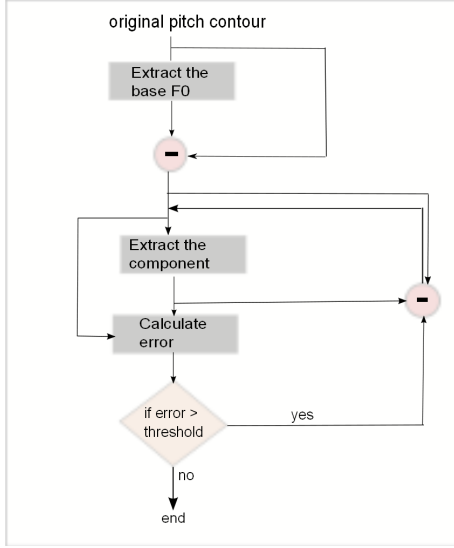 original pitch contour
Extract the
base F0
-
Extract the
component
-
Calculate
error
if error >
threshold
yes
no
end